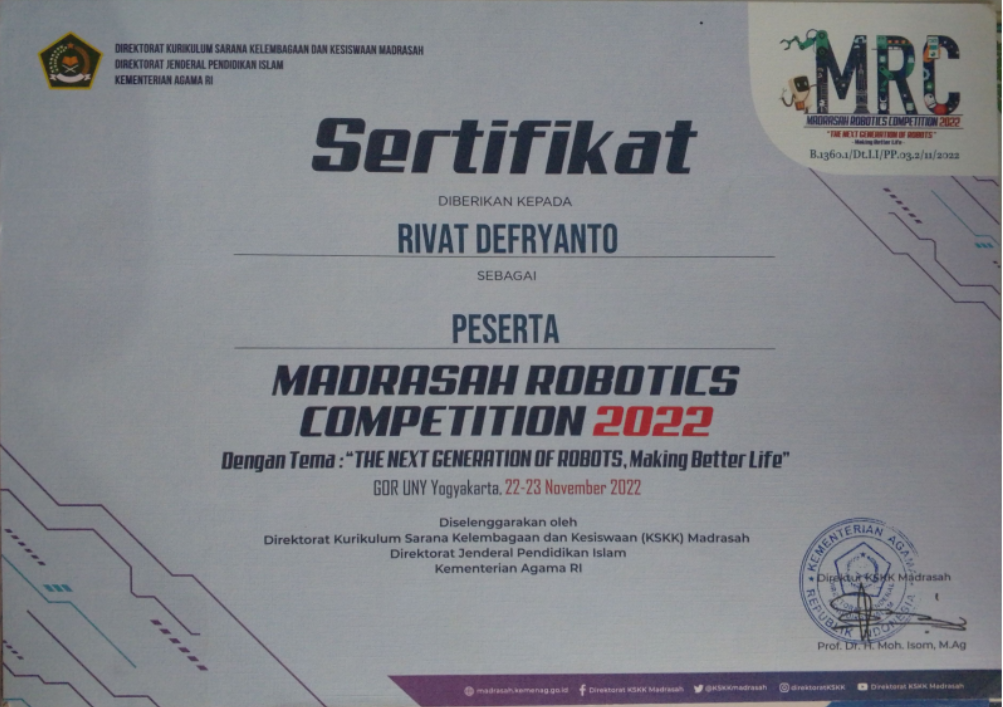 DIREKTORAT KURIKULUM SARANA KELEMBAGAAN DAN KESISWAAN MADRASAH
DIREKTORAT JENDERAL PENDIDIKAN ISLAM
KEMENTERIAN AGAMA RI
MRC
MADRASAH ROBOTICS COMPETITION 2022
"THE NEXT GENERATION OF ROBOTS"
- Making Better Life -
B.1360.1/Dt.I.I/PP.03.2/11/2022
Sertifikat
DIBERIKAN KEPADA
RIVAT DEFRYANTO
SEBAGAI
PESERTA
MADRASAH ROBOTICS
COMPETITION 2022
Dengan Tema : "THE NEXT GENERATION OF ROBOTS, Making Better Life"
GOR UNY Yogyakarta, 22-23 November 2022
Diselenggarakan oleh
Direktorat Kurikulum Sarana Kelembagaan dan Kesiswaan (KSKK) Madrasah
Direktorat Jenderal Pendidikan Islam
Kementerian Agama RI
KEMENTERIAN AGAMA
REPUBLIK INDONESIA
Direktur KSKK Madrasah
Prof. Dr. H. Moh. Isom, M.Ag
madrasah.kemenag.go.id Direktorat KSKK Madrasah @KSKKmadrasah direktoratKSKK Direktorat KSKK Madrasah